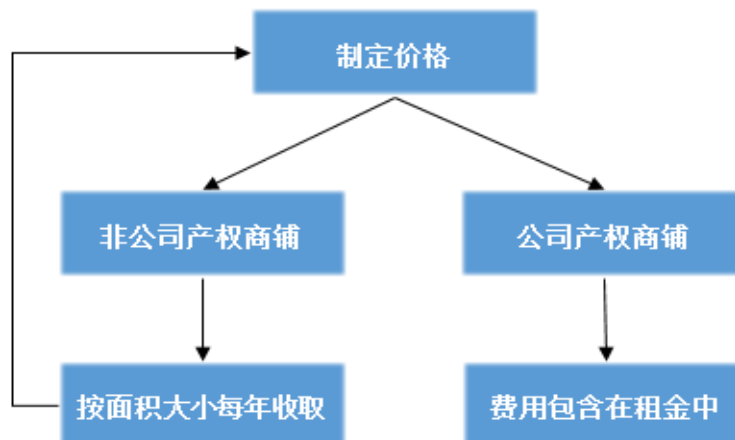 制定价格
非公司产权商铺
公司产权商铺
按面积大小每年收取
费用包含在租金中